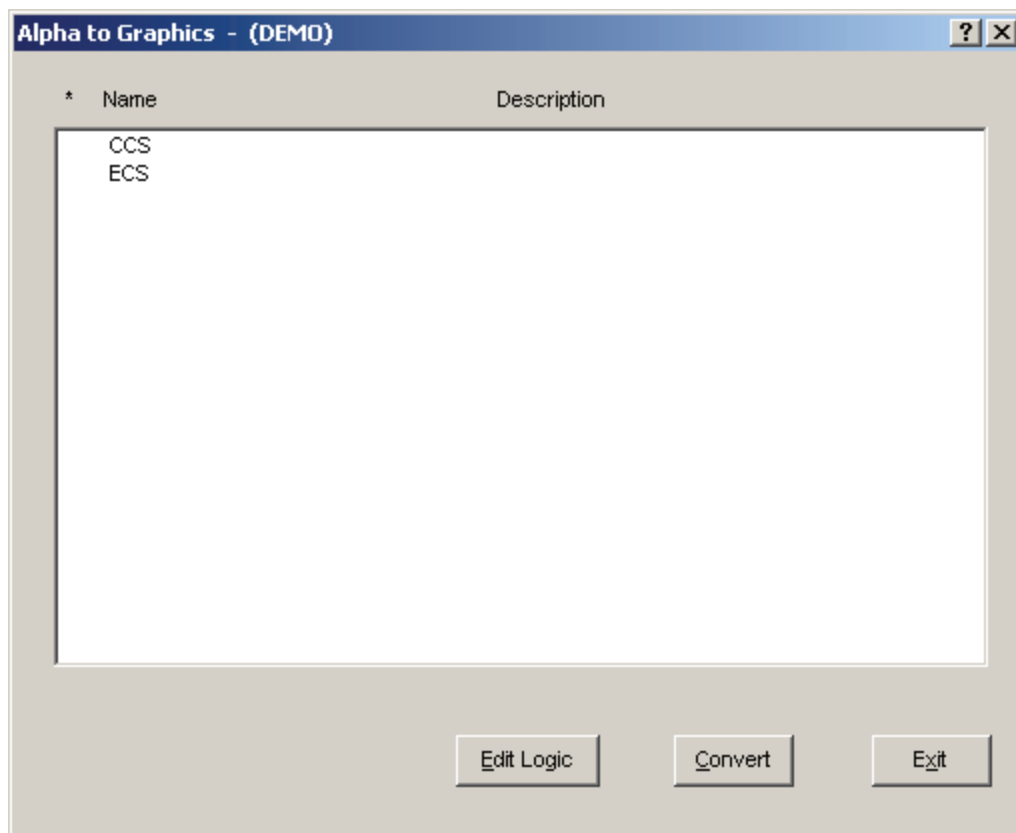 Alpha to Graphics - (DEMO) ? X
* Name Description
CCS
ECS
Edit Logic Convert Exit